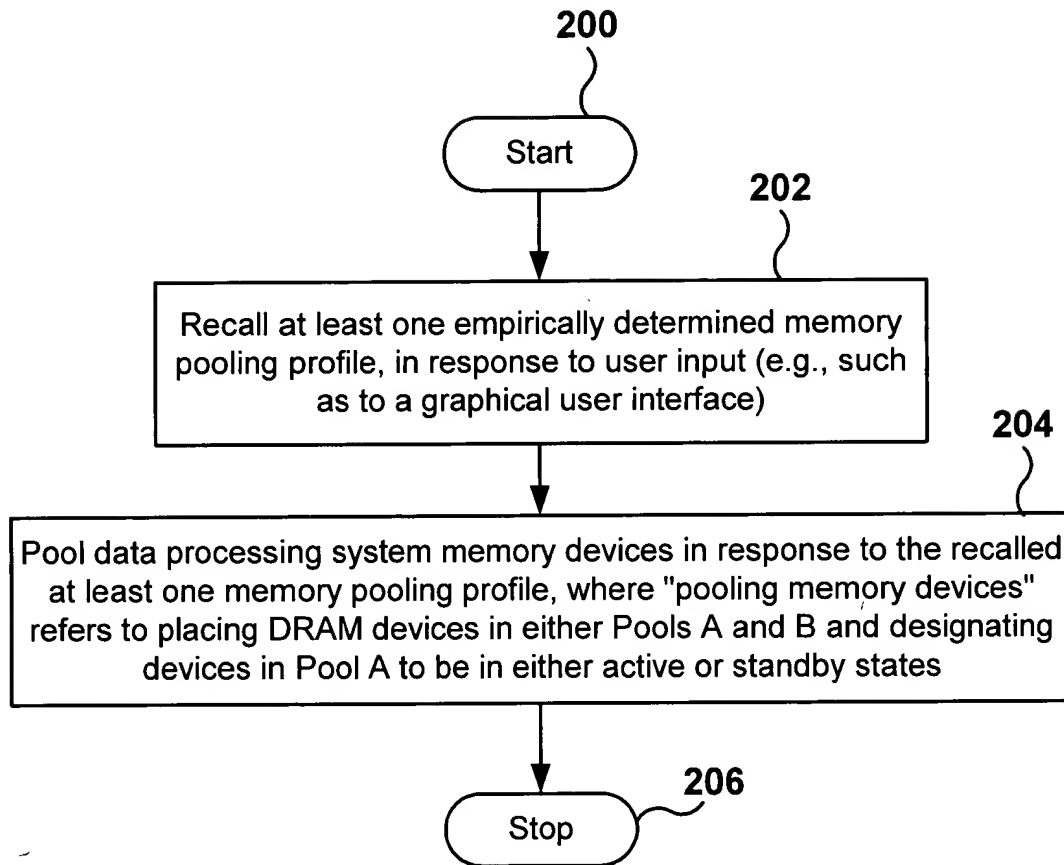 200
Start
202
Recall at least one empirically determined memory
pooling profile, in response to user input (e.g., such
as to a graphical user interface)
204
Pool data processing system memory devices in response to the recalled
at least one memory pooling profile, where "pooling memory devices"
refers to placing DRAM devices in either Pools A and B and designating
devices in Pool A to be in either active or standby states
206
Stop